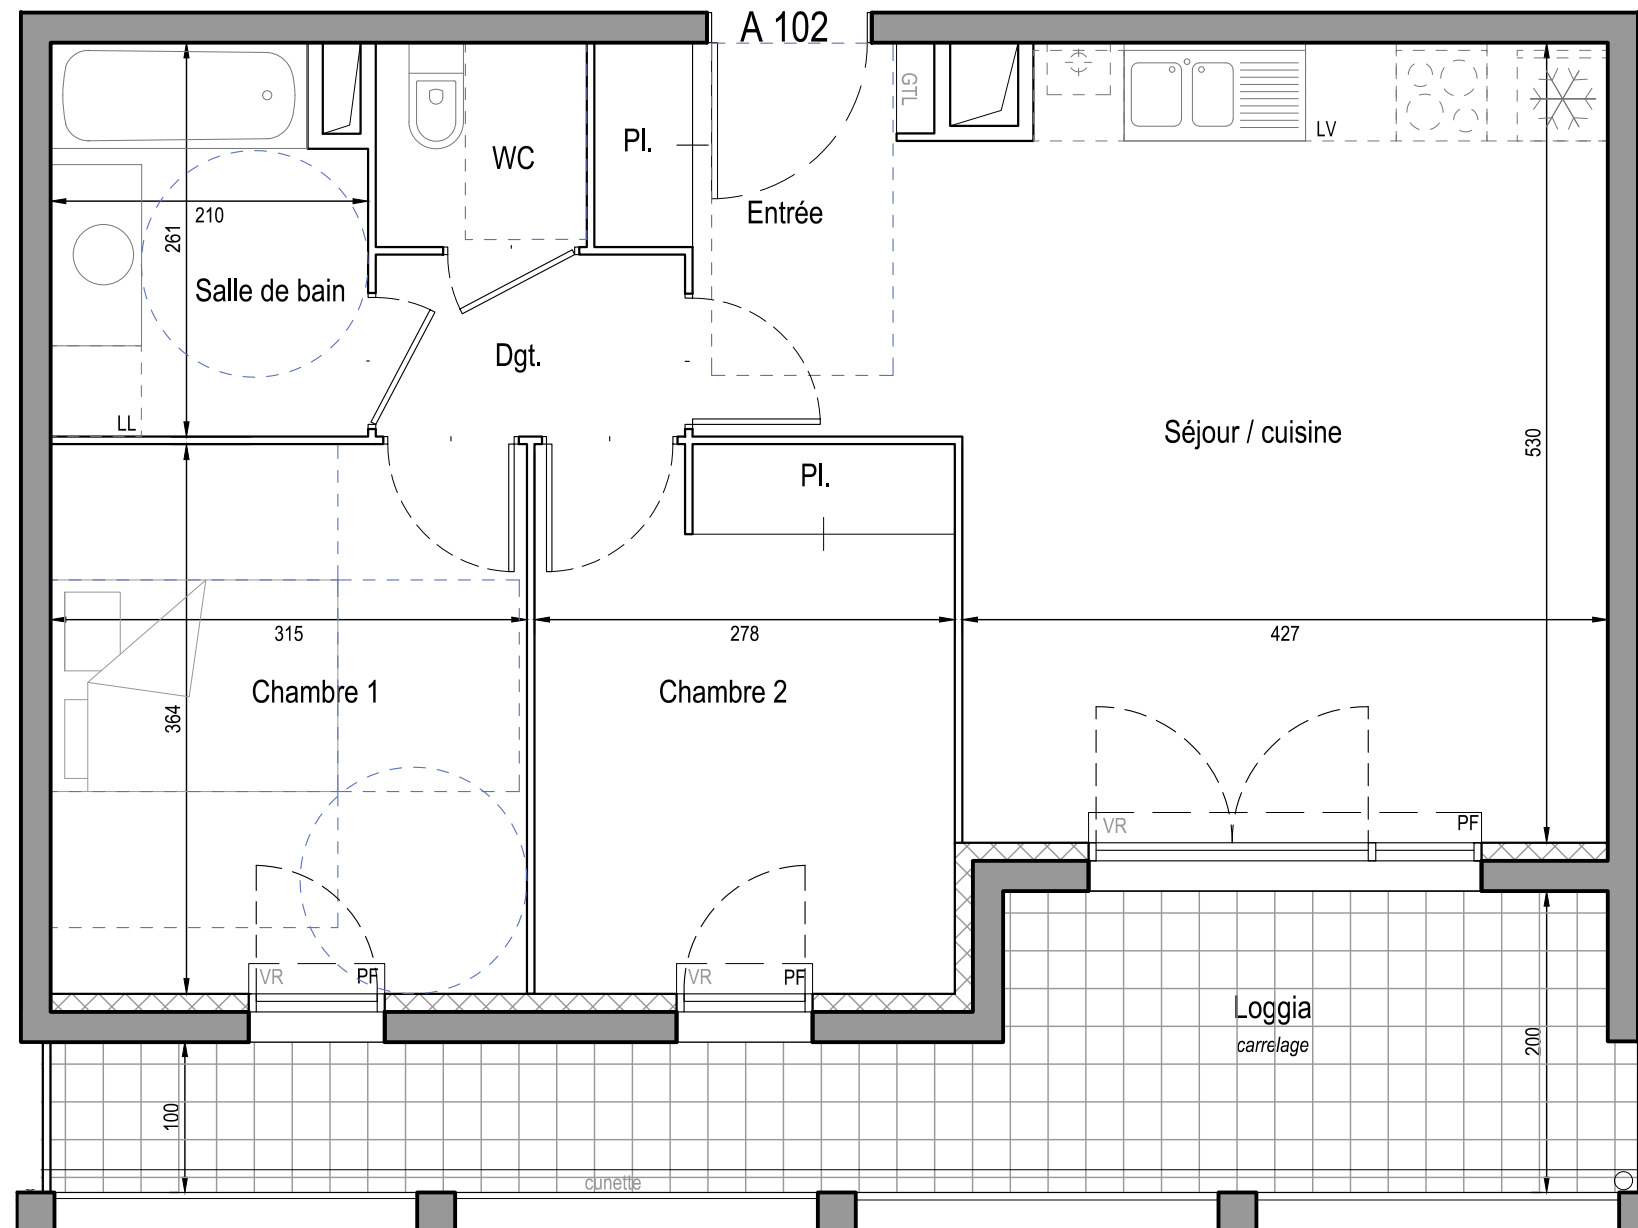 A 102
GTL
LV
WC
Pl.
Entrée
210
261
Salle de bain
Dgt.
LL
Séjour / cuisine
530
Pl.
315
278
427
Chambre 1
Chambre 2
364
VR
PF
VR
PF
VR
PF
Loggia
carrelage
200
100
cunette